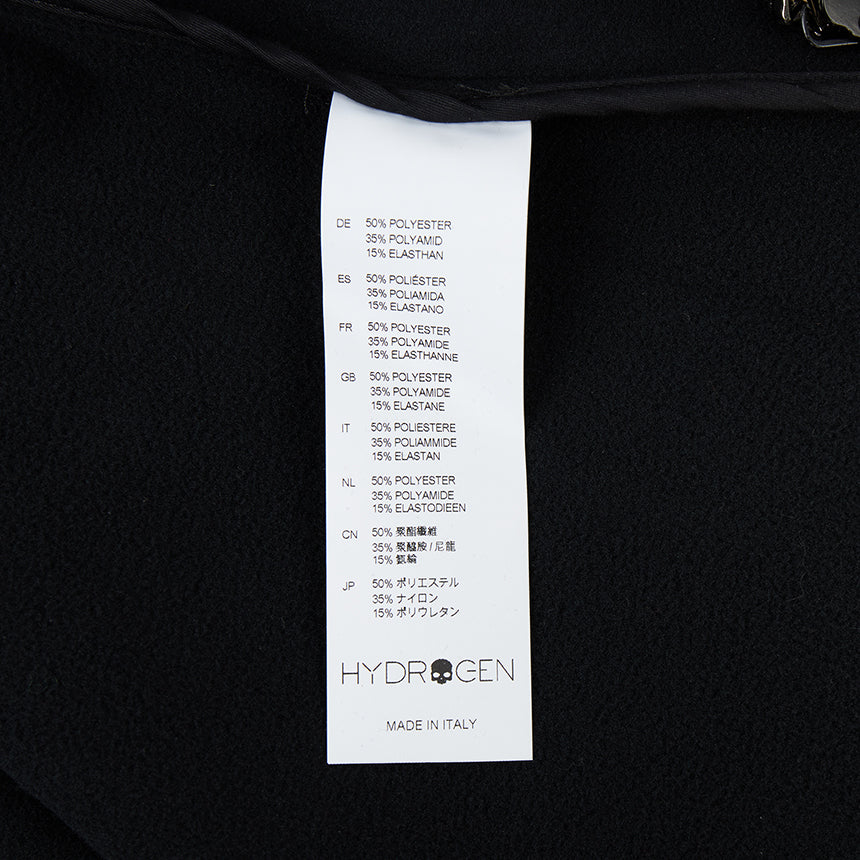 DE 50% POLYESTER
35% POLYAMID
15% ELASTHAN
ES 50% POLIÉSTER
35% POLIAMIDA
15% ELASTANO
FR 50% POLYESTER
35% POLYAMIDE
15% ELASTHANNE
GB 50% POLYESTER
35% POLYAMIDE
15% ELASTANE
IT 50% POLIESTERE
35% POLIAMMIDE
15% ELASTAN
NL 50% POLYESTER
35% POLYAMIDE
15% ELASTODIEEN
CN 50% 聚酯纖維
35% 聚醯胺 / 尼龍
15%
JP 50% ポリエステル
35% ナイロン
15% ポリウレタン
HYDROGEN
MADE IN ITALY